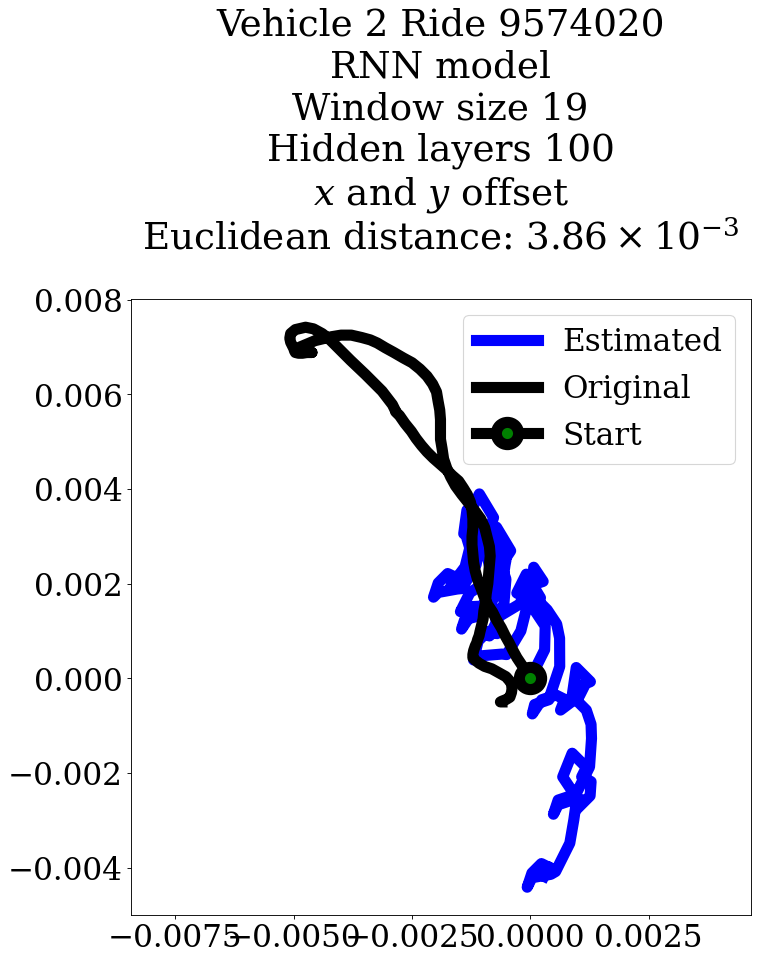 Vehicle 2 Ride 9574020
RNN model
Window size 19
Hidden layers 100
x and y offset
Euclidean distance: 3.86 × 10⁻³
Estimated
Original
Start
0.008
0.006
0.004
0.002
0.000
−0.002
−0.004
−0.0075 −0.0050 −0.0025 0.0000 0.0025